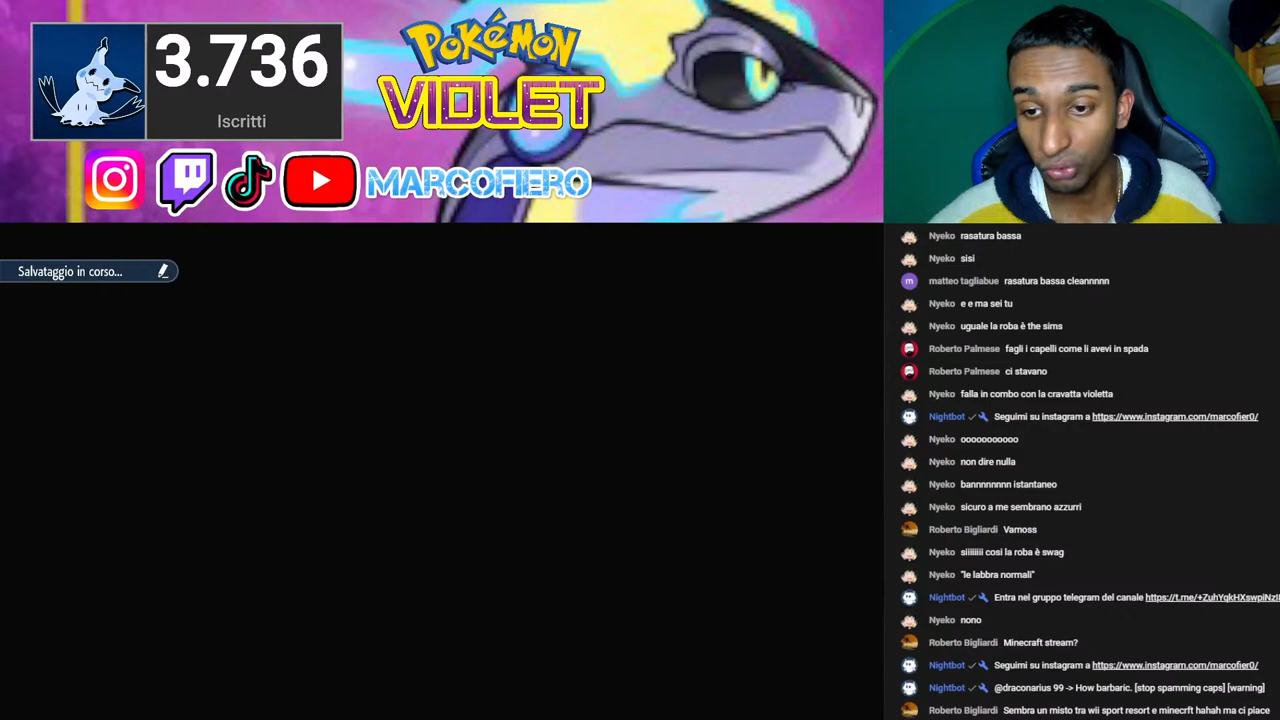 3.736
Iscritti
POKéMON
VIOLET
MARCOFIERO
Salvataggio in corso...
Nyeko rasatura bassa
Nyeko sisi
m matteo tagliabue rasatura bassa cleannnnn
Nyeko e e ma sei tu
Nyeko uguale la roba è the sims
Roberto Palmese fagli i capelli come li avevi in spada
Roberto Palmese ci stavano
Nyeko falla in combo con la cravatta violetta
Nightbot Seguimi su instagram a https://www.instagram.com/marcofier0/
Nyeko ooooooooooo
Nyeko non dire nulla
Nyeko bannnnnnnn istantaneo
Nyeko sicuro a me sembrano azzurri
Roberto Bigliardi Vamoss
Nyeko siiiiiiii cosi la roba è swag
Nyeko "le labbra normali"
Nightbot Entra nel gruppo telegram del canale
Nyeko nono
Roberto Bigliardi Minecraft stream?
Nightbot Seguimi su instagram a https://www.instagram.com/marcofier0/
Nightbot @draconarius 99 -> How barbaric. [stop spamming caps] [warning]
Roberto Bigliardi Sembra un misto tra wii sport resort e minecrft hahah ma ci piace